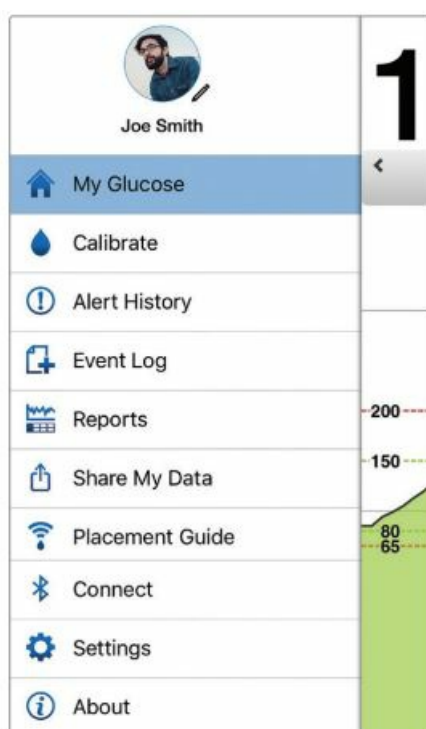 Joe Smith
My Glucose
Calibrate
Alert History
Event Log
Reports
Share My Data
Placement Guide
Connect
Settings
About
1
200
150
80
65